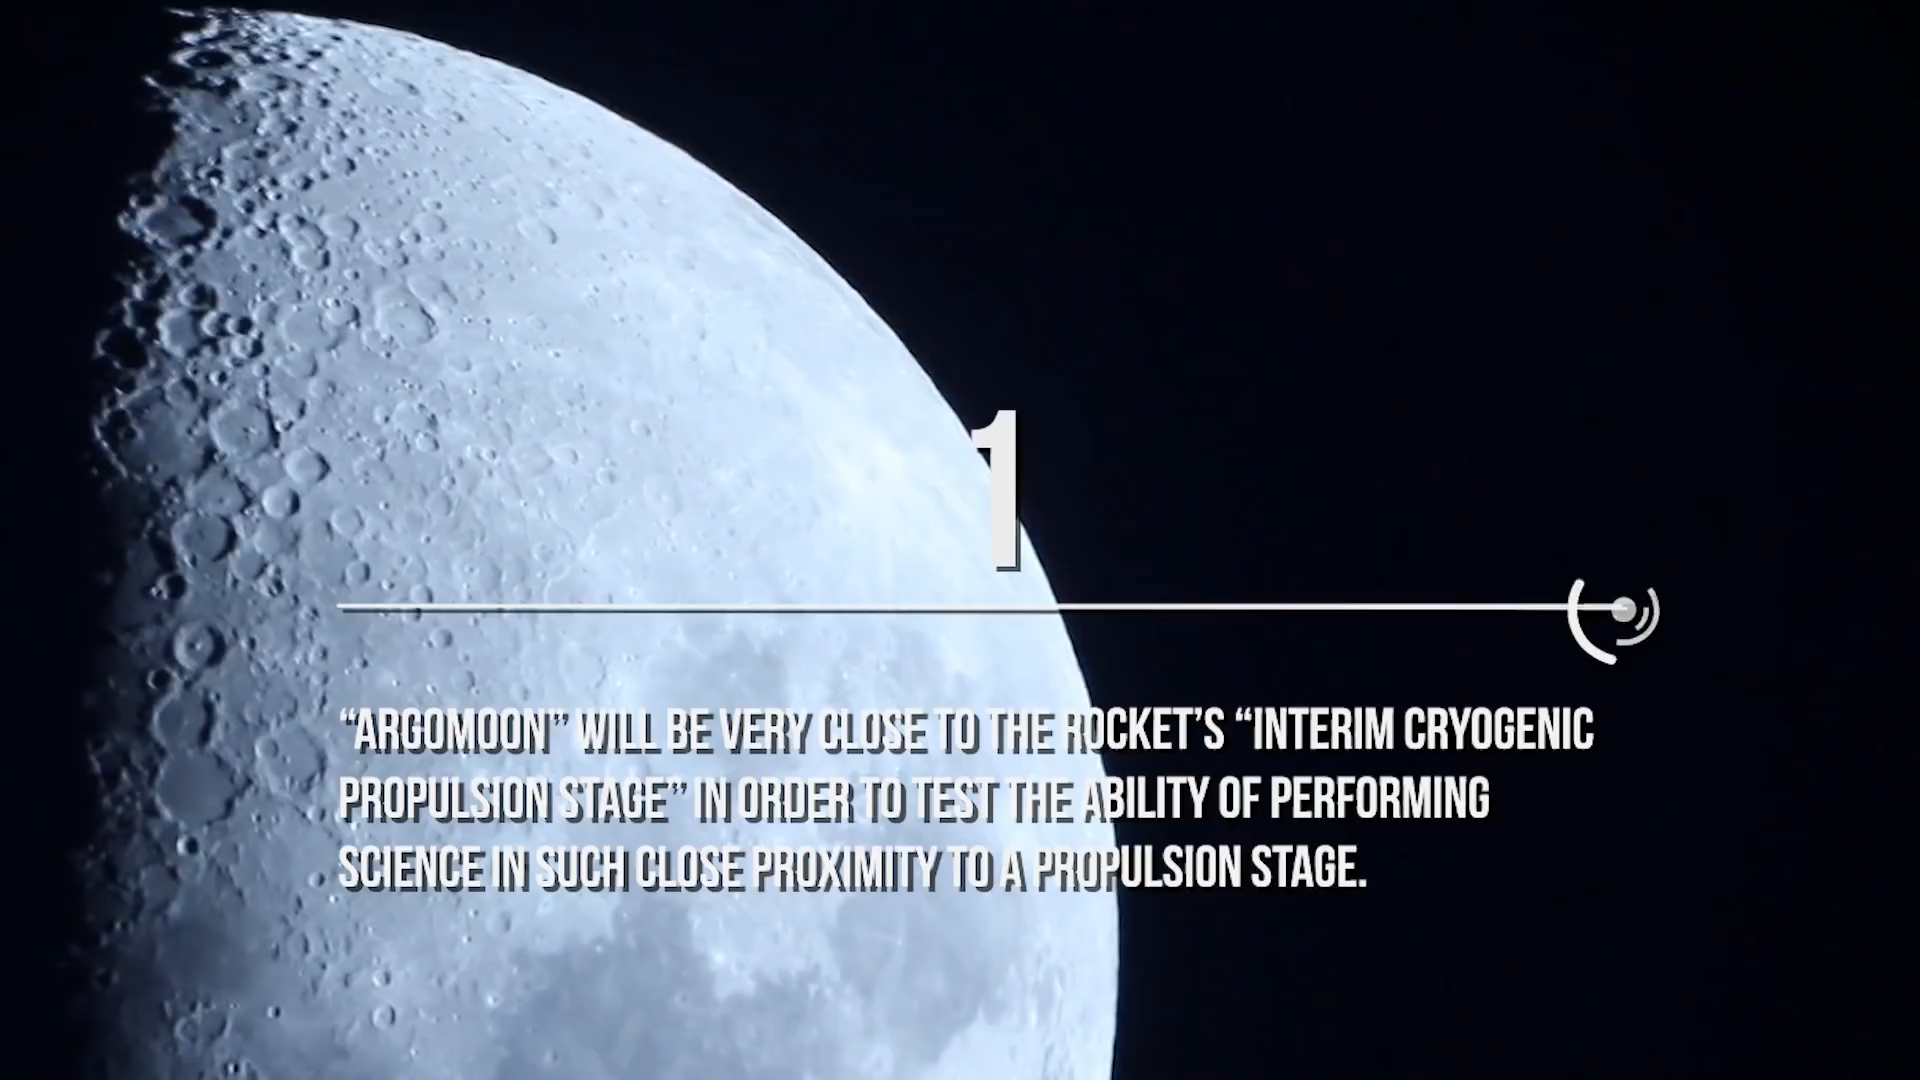 1
“ARGOMOON” WILL BE VERY CLOSE TO THE ROCKET’S “INTERIM CRYOGENIC
PROPULSION STAGE” IN ORDER TO TEST THE ABILITY OF PERFORMING
SCIENCE IN SUCH CLOSE PROXIMITY TO A PROPULSION STAGE.